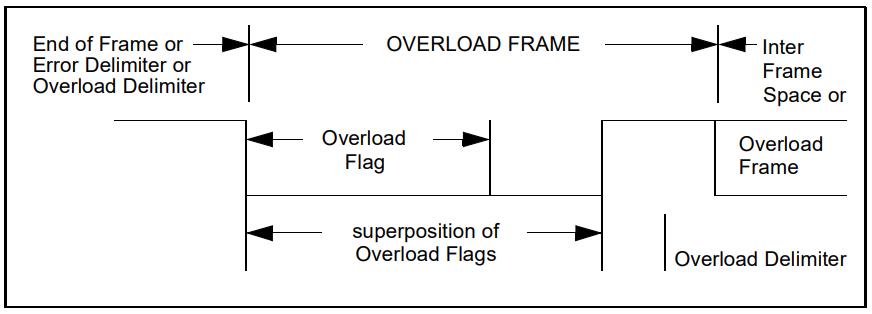 End of Frame or
Error Delimiter or
Overload Delimiter
OVERLOAD FRAME
Inter
Frame
Space or
Overload
Flag
Overload
Frame
superposition of
Overload Flags
Overload Delimiter